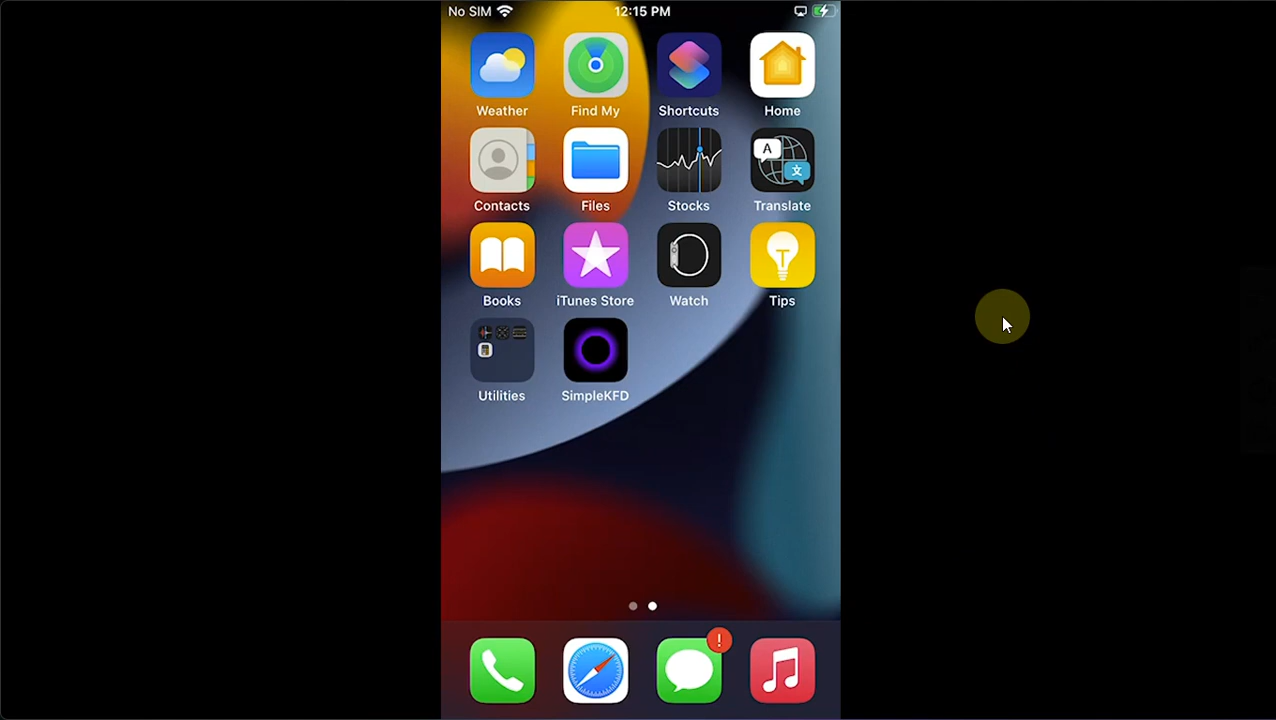 No SIM 12:15 PM
Weather Find My Shortcuts Home
A 文
Contacts Files Stocks Translate
Books iTunes Store Watch Tips
Utilities SimpleKFD
!